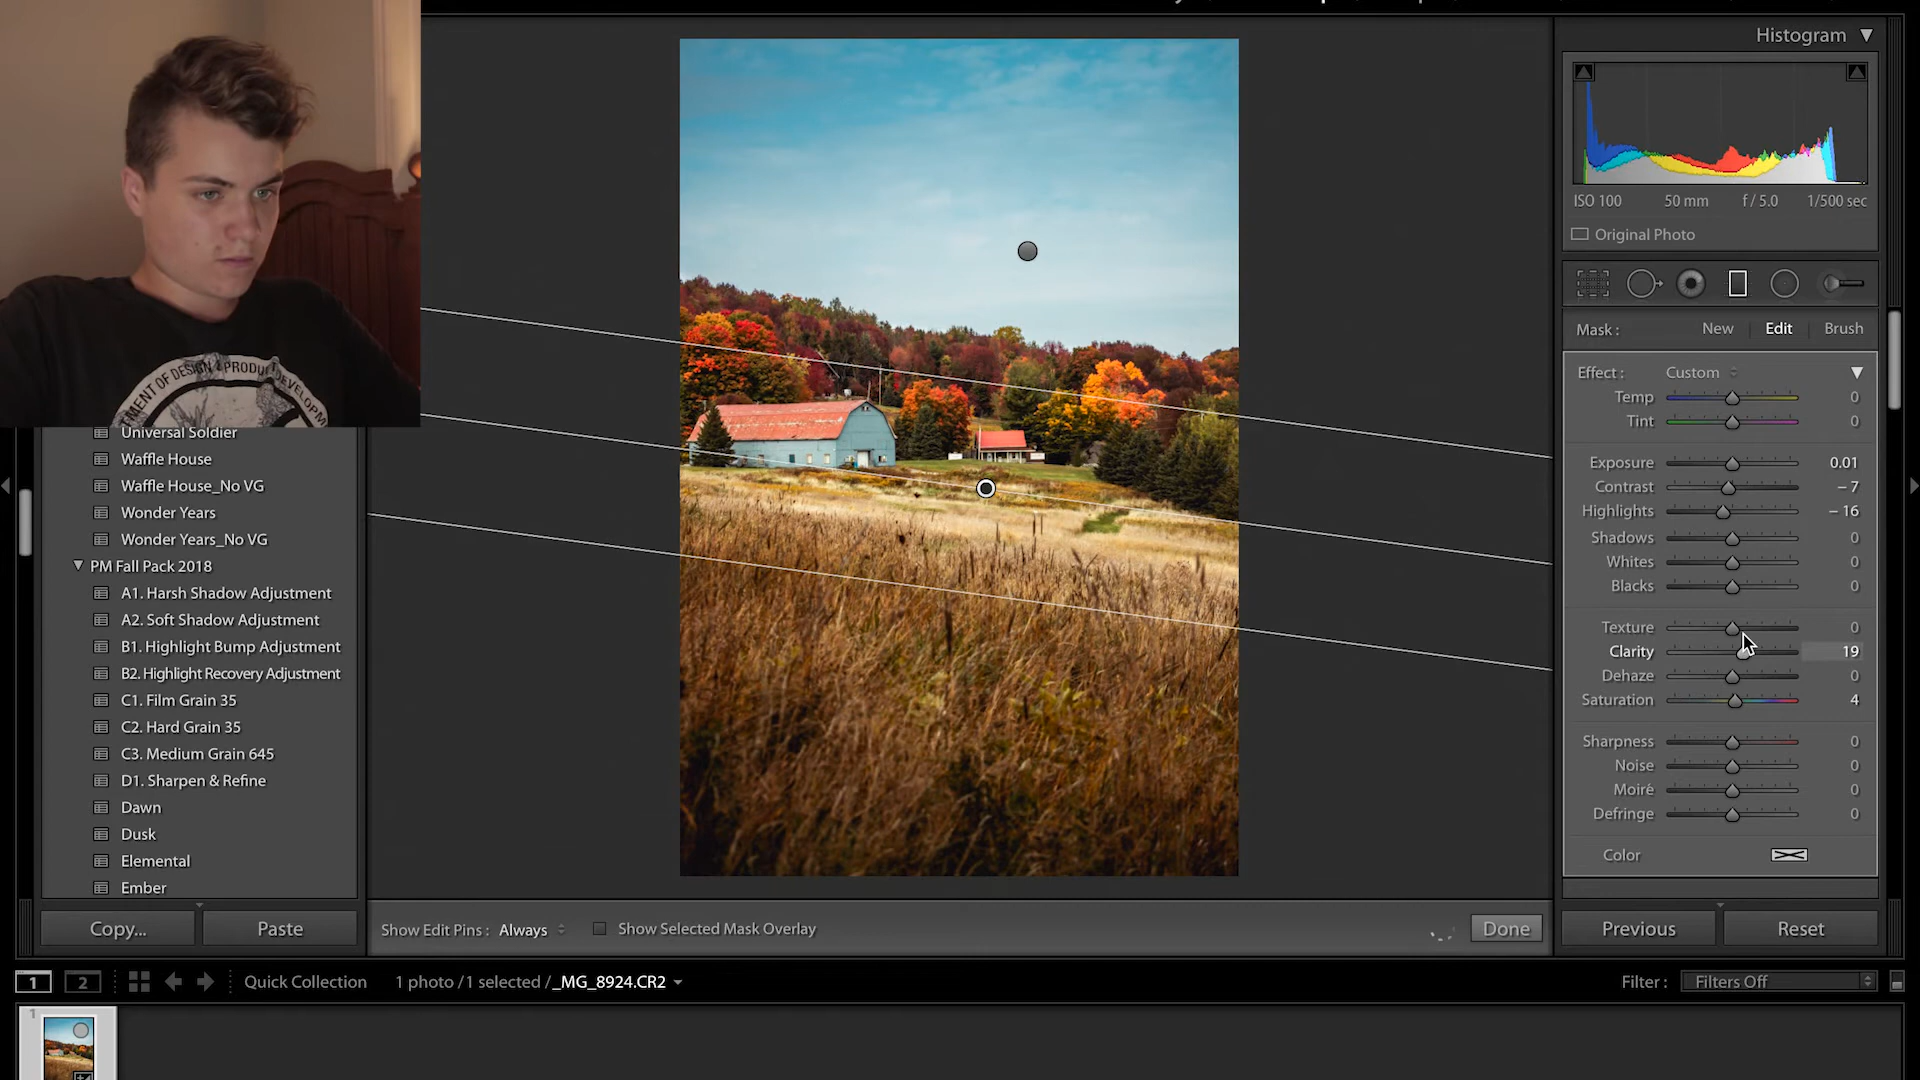 Histogram
ISO 100 50 mm f / 5.0 1/500 sec
Original Photo
Mask : New Edit Brush
Effect : Custom
Temp 0
Tint 0
Exposure 0.01
Contrast – 7
Highlights – 16
Shadows 0
Whites 0
Blacks 0
Texture 0
Clarity 19
Dehaze 0
Saturation 4
Sharpness 0
Noise 0
Moiré 0
Defringe 0
Color
Previous Reset
MENT OF DESIGN & PRODU DEVELOPM
Universal Soldier
Waffle House
Waffle House_No VG
Wonder Years
Wonder Years_No VG
PM Fall Pack 2018
A1. Harsh Shadow Adjustment
A2. Soft Shadow Adjustment
B1. Highlight Bump Adjustment
B2. Highlight Recovery Adjustment
C1. Film Grain 35
C2. Hard Grain 35
C3. Medium Grain 645
D1. Sharpen & Refine
Dawn
Dusk
Elemental
Ember
Copy... Paste
Show Edit Pins : Always Show Selected Mask Overlay Done
1 2 Quick Collection 1 photo / 1 selected / _MG_8924.CR2 Filter : Filters Off
1